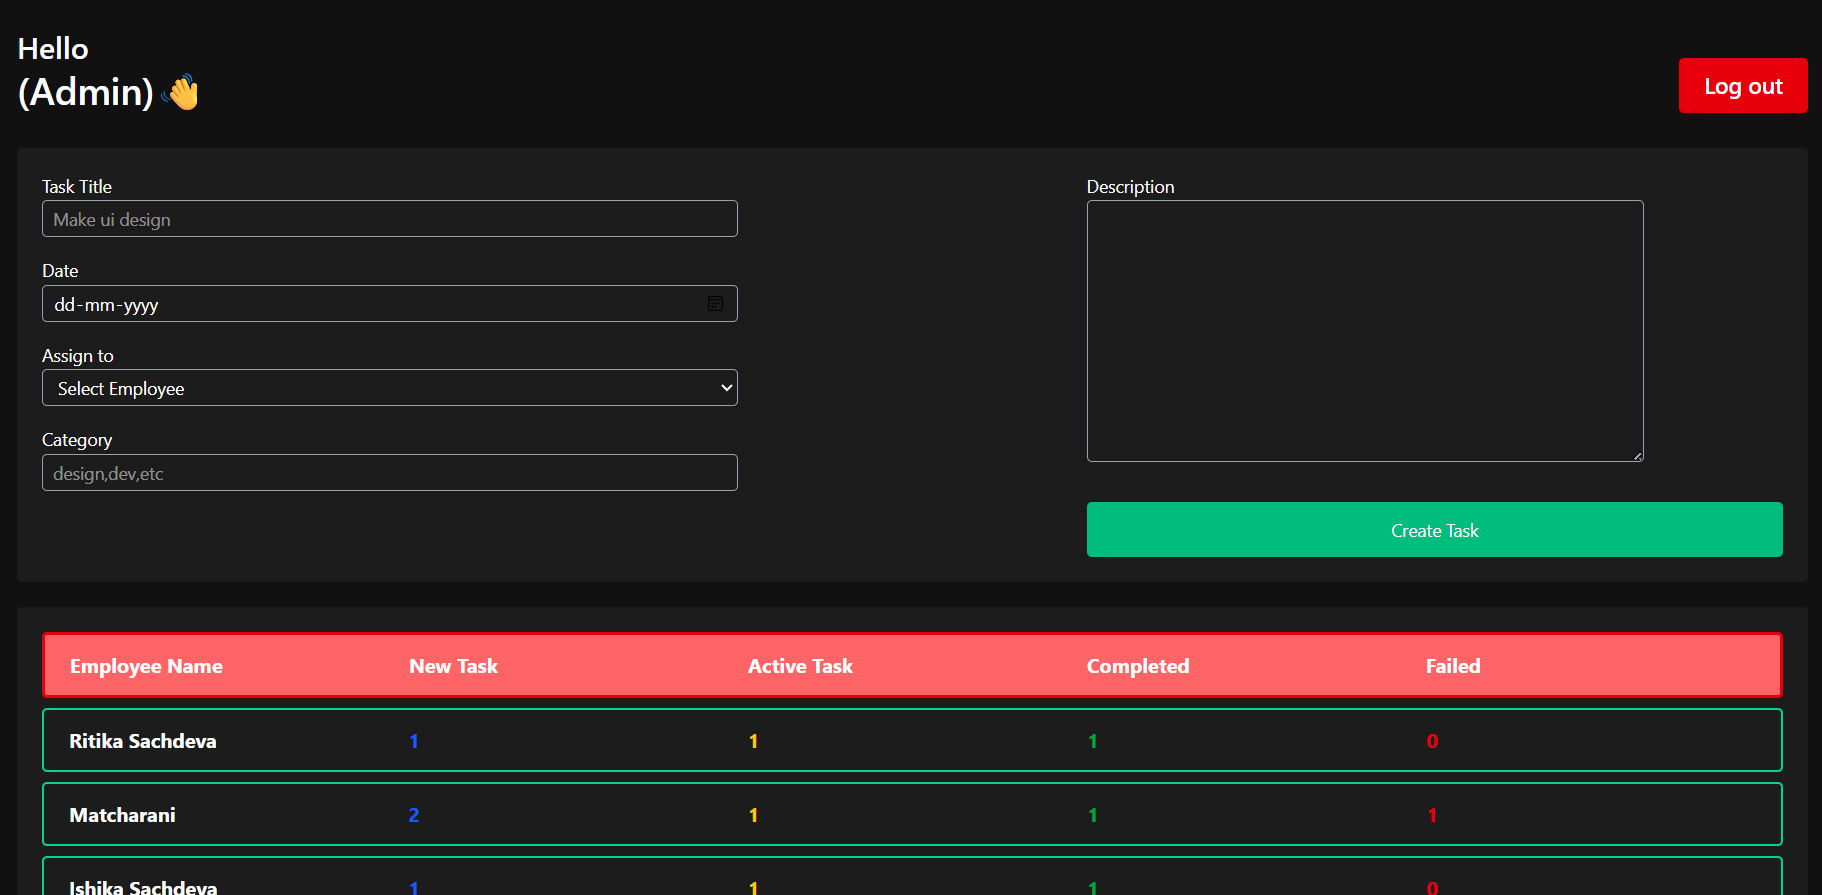 Hello
(Admin) 👋
Log out
Task Title
Make ui design
Date
dd-mm-yyyy
Assign to
Select Employee
Category
design,dev,etc
Description
Create Task
Employee Name New Task Active Task Completed Failed
Ritika Sachdeva 1 1 1 0
Matcharani 2 1 1 1
Ishika Sachdeva 1 1 1 0